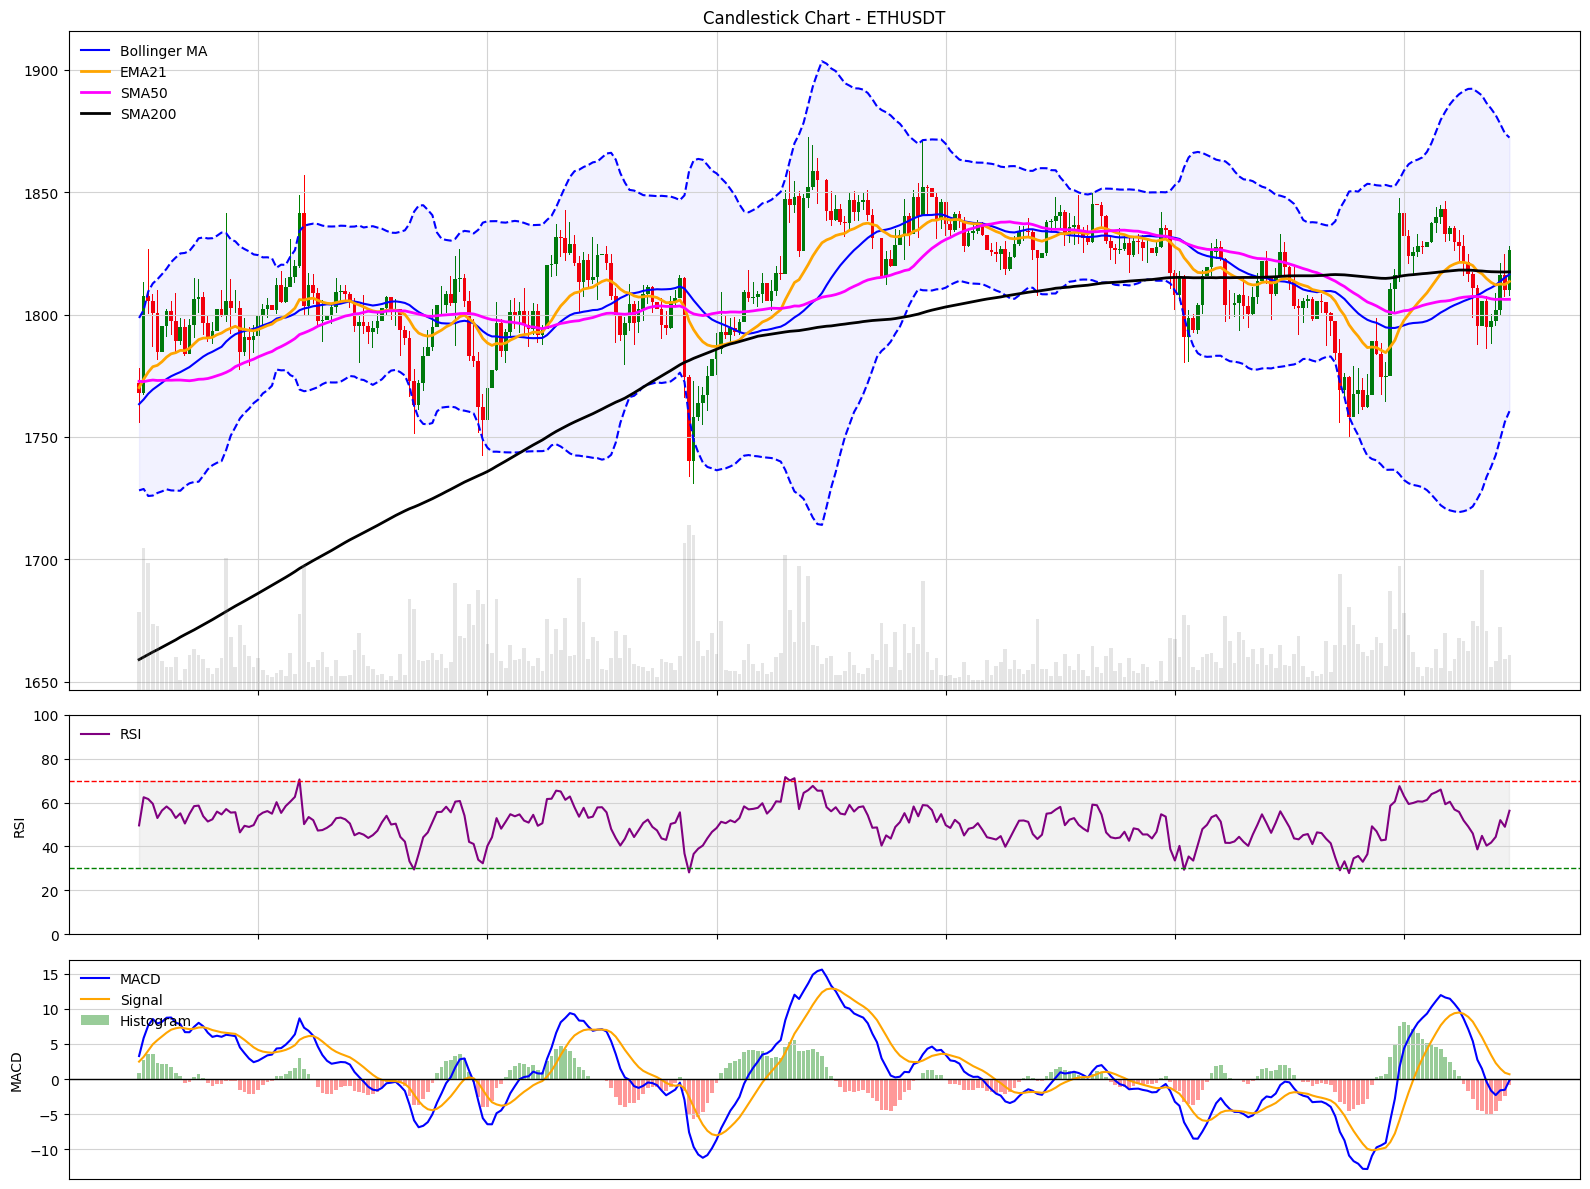 Candlestick Chart - ETHUSDT
Bollinger MA
EMA21
SMA50
SMA200
1900
1850
1800
1750
1700
1650
RSI
100
80
60
40
20
0
RSI
MACD
Signal
Histogram
15
10
5
0
−5
−10
MACD